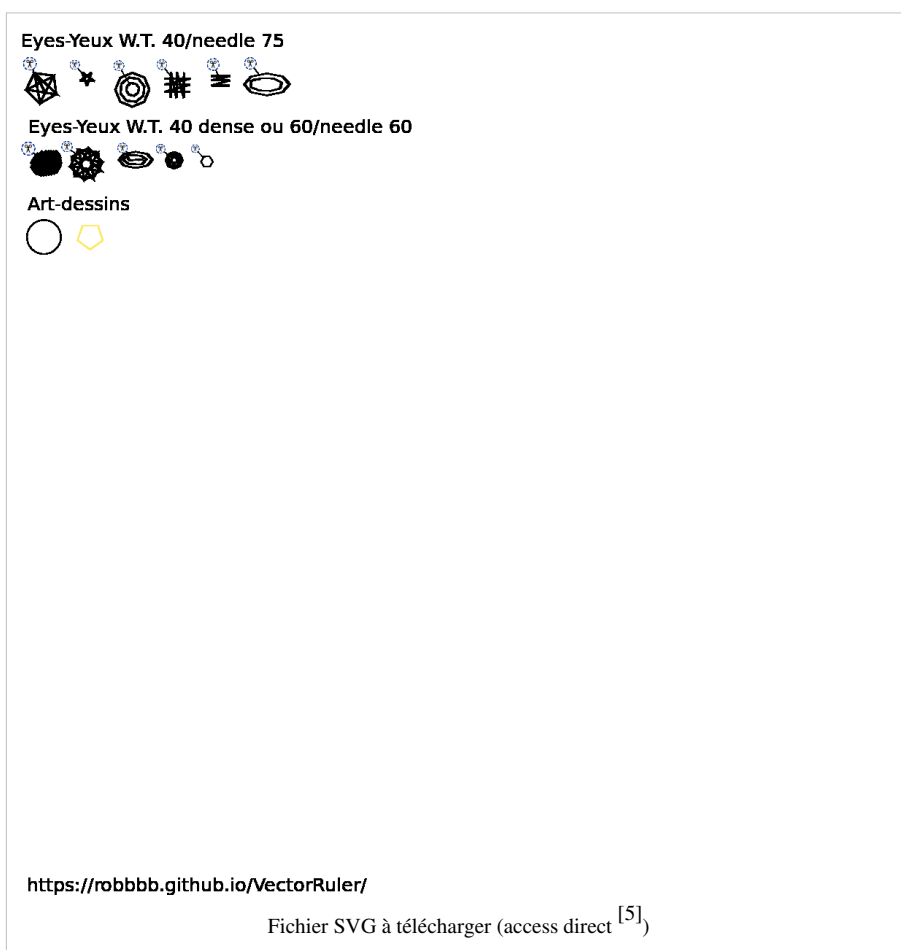 Eyes-Yeux W.T. 40/needle 75
Eyes-Yeux W.T. 40 dense ou 60/needle 60
Art-dessins
https://robbbb.github.io/VectorRuler/
Fichier SVG à télécharger (access direct [5])